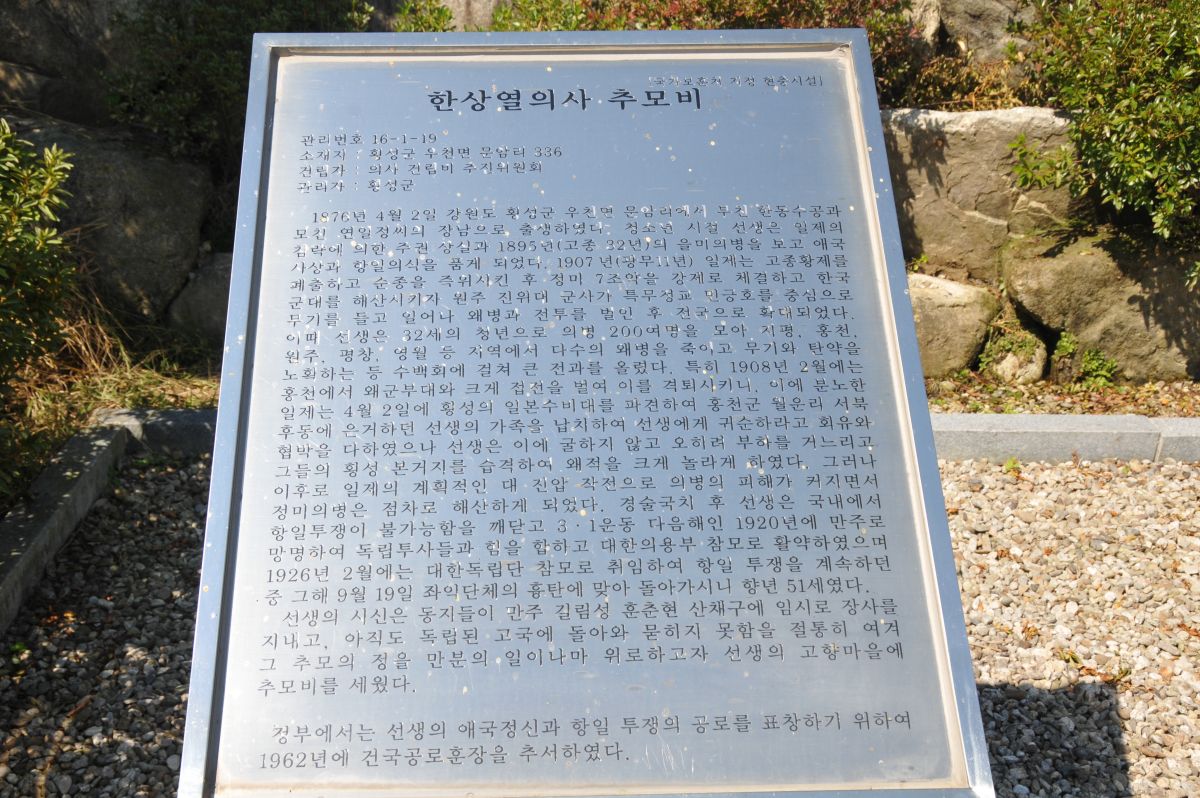 [국가보훈처 지정 현충시설]
한상열의사 추모비
관리번호 16-1-19
소재지 : 횡성군 우천면 문암리 336
건립자 : 의사 건립비 추진위원회
관리자 : 횡성군
1876년 4월 2일 강원도 횡성군 우천면 문암리에서 부친 한동수공과
모친 연일정씨의 장남으로 출생하였다. 청소년 시절 선생은 일제의
침략에 의한 주권 상실과 1895년(고종 32년)의 을미의병을 보고 애국
사상과 항일의식을 품게 되었다. 1907년(광무11년) 일제는 고종황제를
폐출하고 순종을 즉위시킨 후 정미 7조약을 강제로 체결하고 한국
군대를 해산시키자 원주 진위대 군사가 특무정교 민긍호를 중심으로
무기를 들고 일어나 왜병과 전투를 벌인 후 전국으로 확대되었다.
이때 선생은 32세의 청년으로 의병 200여명을 모아 지평, 홍천,
원주, 평창, 영월 등 지역에서 다수의 왜병을 죽이고 무기와 탄약을
노획하는 등 수백회에 걸쳐 큰 전과를 올렸다. 특히 1908년 2월에는
홍천에서 왜군부대와 크게 접전을 벌여 이를 격퇴시키니, 이에 분노한
일제는 4월 2일에 횡성의 일본수비대를 파견하여 홍천군 월운리 서북
후동에 은거하던 선생의 가족을 납치하여 선생에게 귀순하라고 회유와
협박을 다하였으나 선생은 이에 굴하지 않고 오히려 부하를 거느리고
그들의 횡성 본거지를 습격하여 왜적을 크게 놀라게 하였다. 그러나
이후로 일제의 계획적인 대 진압 작전으로 의병의 피해가 커지면서
정미의병은 점차로 해산하게 되었다. 경술국치 후 선생은 국내에서
항일투쟁이 불가능함을 깨닫고 3·1운동 다음해인 1920년에 만주로
망명하여 독립투사들과 힘을 합하고 대한의용부 참모로 활약하였으며
1926년 2월에는 대한독립단 참모로 취임하여 항일 투쟁을 계속하던
중 그해 9월 19일 좌익단체의 흉탄에 맞아 돌아가시니 향년 51세였다.
선생의 시신은 동지들이 만주 길림성 훈춘현 산채구에 임시로 장사를
지내고, 아직도 독립된 고국에 돌아와 묻히지 못함을 절통히 여겨
그 추모의 정을 만분의 일이나마 위로하고자 선생의 고향마을에
추모비를 세웠다.
정부에서는 선생의 애국정신과 항일 투쟁의 공로를 표창하기 위하여
1962년에 건국공로훈장을 추서하였다.